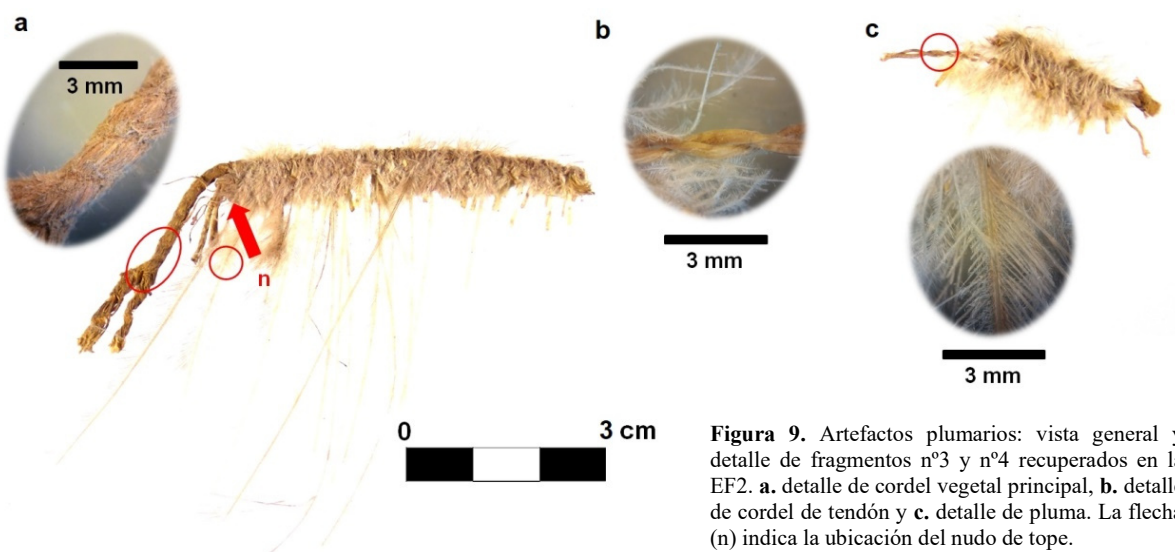 a
3 mm
n
0 3 cm
b
3 mm
c
3 mm
Figura 9. Artefactos plumarios: vista general y
detalle de fragmentos nº3 y nº4 recuperados en la
EF2. a. detalle de cordel vegetal principal, b. detalle
de cordel de tendón y c. detalle de pluma. La flecha
(n) indica la ubicación del nudo de tope.